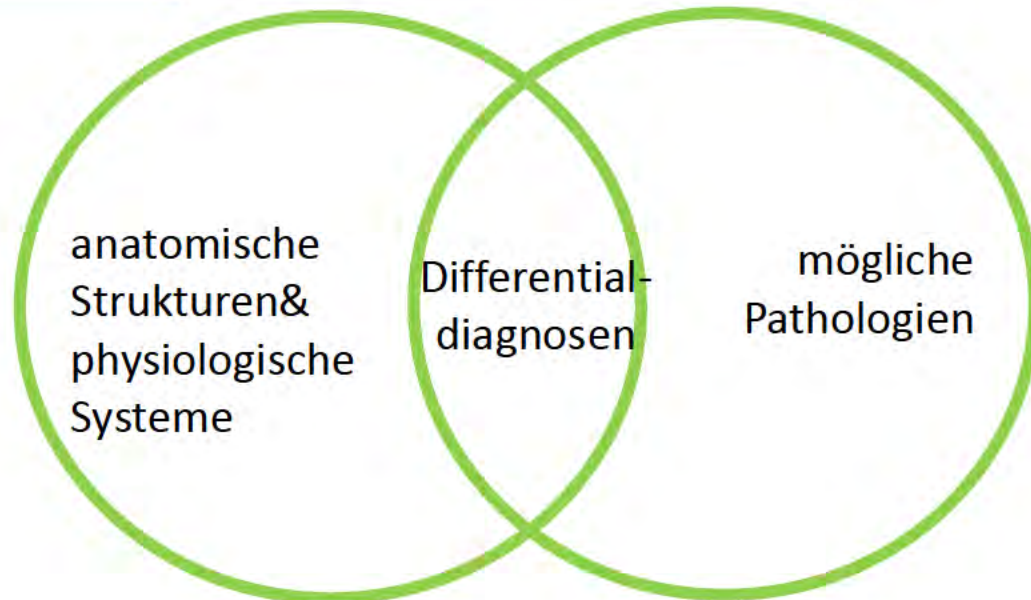 anatomische
Strukturen&
physiologische
Systeme
Differential-
diagnosen
mögliche
Pathologien